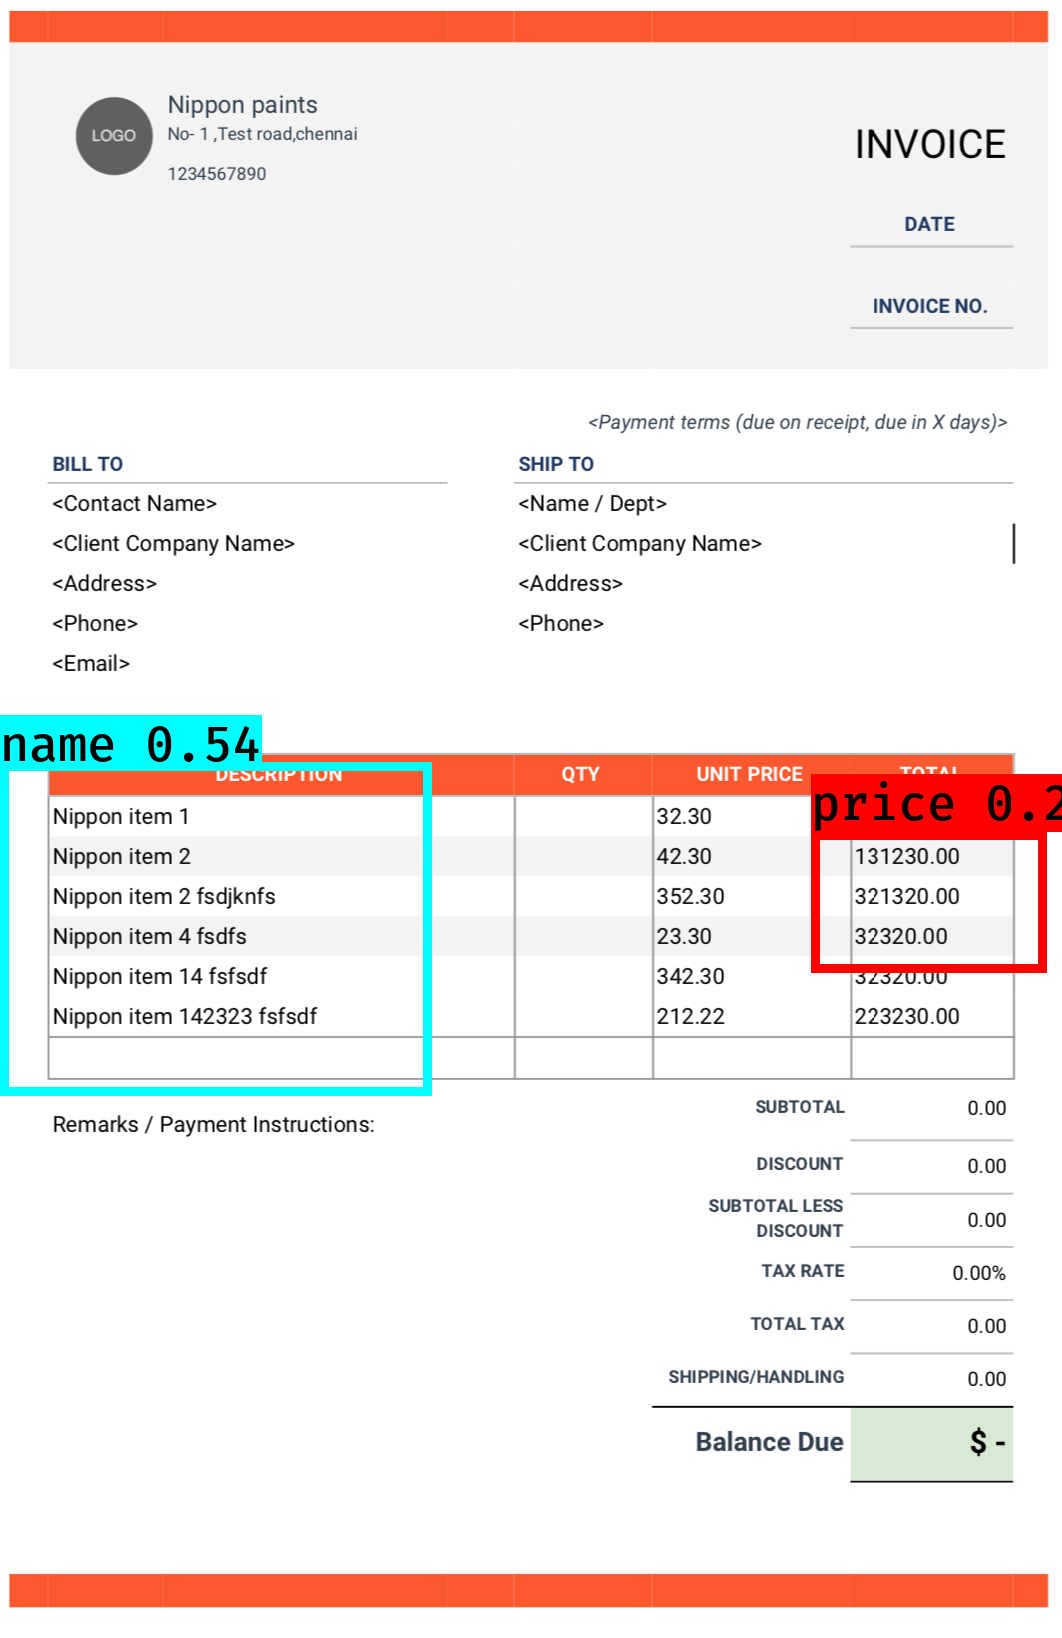 Nippon paints
LOGO
No- 1 ,Test road,chennai
INVOICE
1234567890
DATE
INVOICE NO.
<Payment terms (due on receipt, due in X days)>
BILL TO
SHIP TO
<Contact Name>
<Name / Dept>
<Client Company Name>
<Client Company Name>
<Address>
<Address>
<Phone>
<Phone>
<Email>
name 0.54
DESCRIPTION QTY UNIT PRICE TOTAL
price 0.2
Nippon item 1 32.30
Nippon item 2 42.30 131230.00
Nippon item 2 fsdjknfs 352.30 321320.00
Nippon item 4 fsdfs 23.30 32320.00
Nippon item 14 fsfsdf 342.30 32320.00
Nippon item 142323 fsfsdf 212.22 223230.00
SUBTOTAL 0.00
Remarks / Payment Instructions:
DISCOUNT 0.00
SUBTOTAL LESS
DISCOUNT 0.00
TAX RATE 0.00%
TOTAL TAX 0.00
SHIPPING/HANDLING 0.00
Balance Due $ -